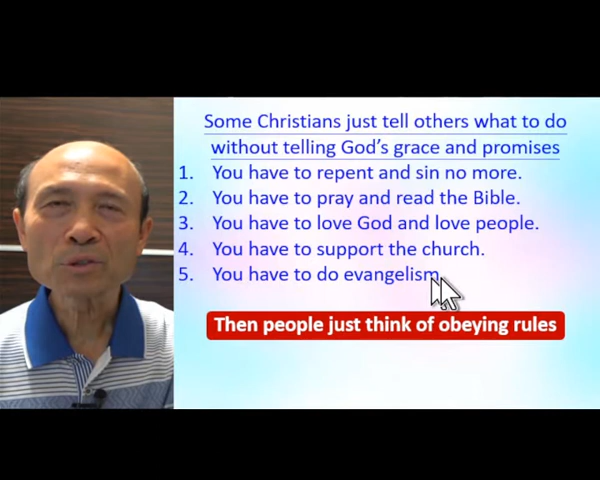 Some Christians just tell others what to do
without telling God's grace and promises
1. You have to repent and sin no more.
2. You have to pray and read the Bible.
3. You have to love God and love people.
4. You have to support the church.
5. You have to do evangelism.
Then people just think of obeying rules